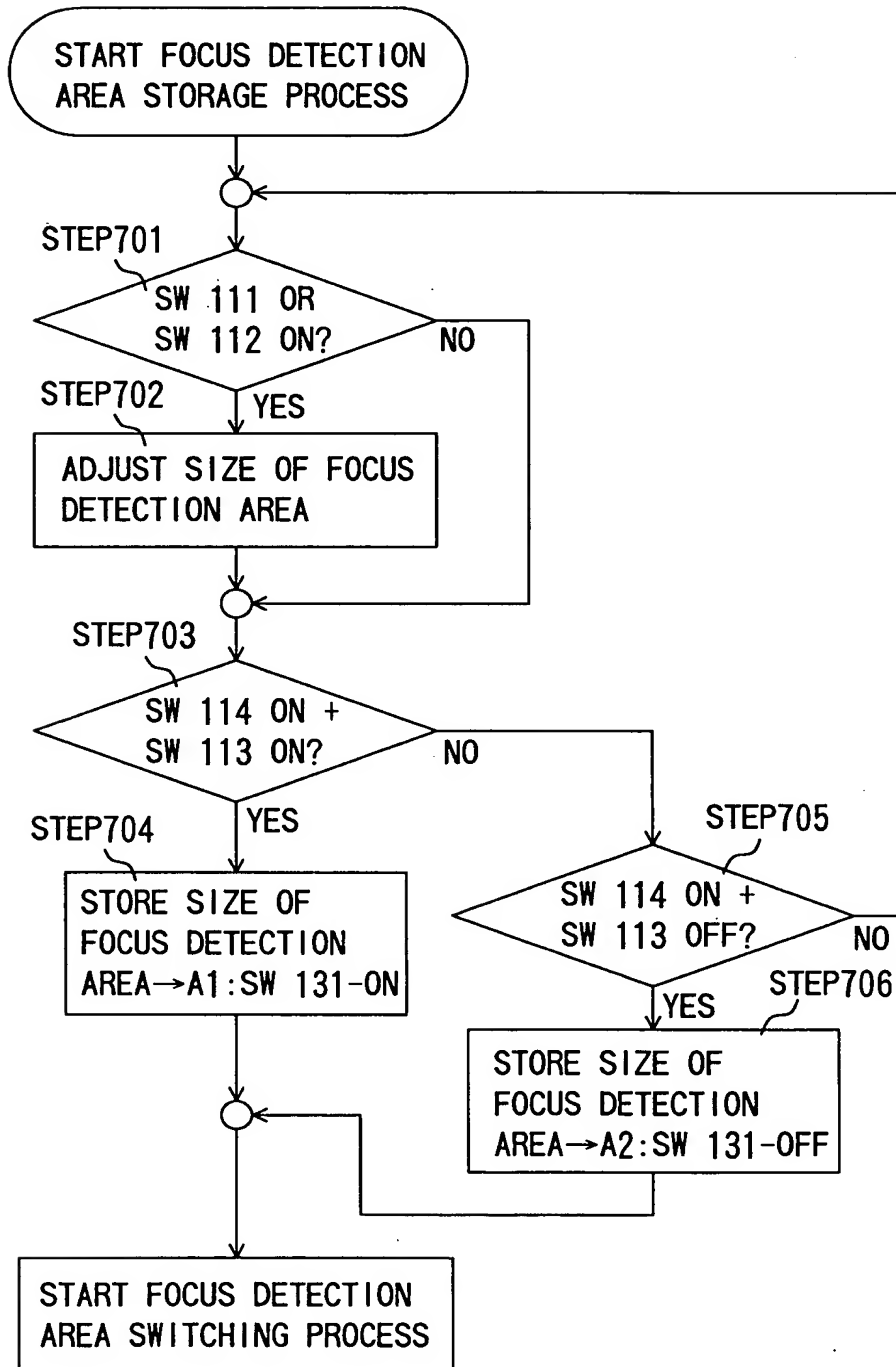 START FOCUS DETECTION
AREA STORAGE PROCESS
STEP701
SW 111 OR
SW 112 ON?
NO
YES
STEP702
ADJUST SIZE OF FOCUS
DETECTION AREA
STEP703
SW 114 ON +
SW 113 ON?
NO
YES
STEP704
STORE SIZE OF
FOCUS DETECTION
AREA→A1:SW 131-ON
STEP705
SW 114 ON +
SW 113 OFF?
NO
YES
STEP706
STORE SIZE OF
FOCUS DETECTION
AREA→A2:SW 131-OFF
START FOCUS DETECTION
AREA SWITCHING PROCESS